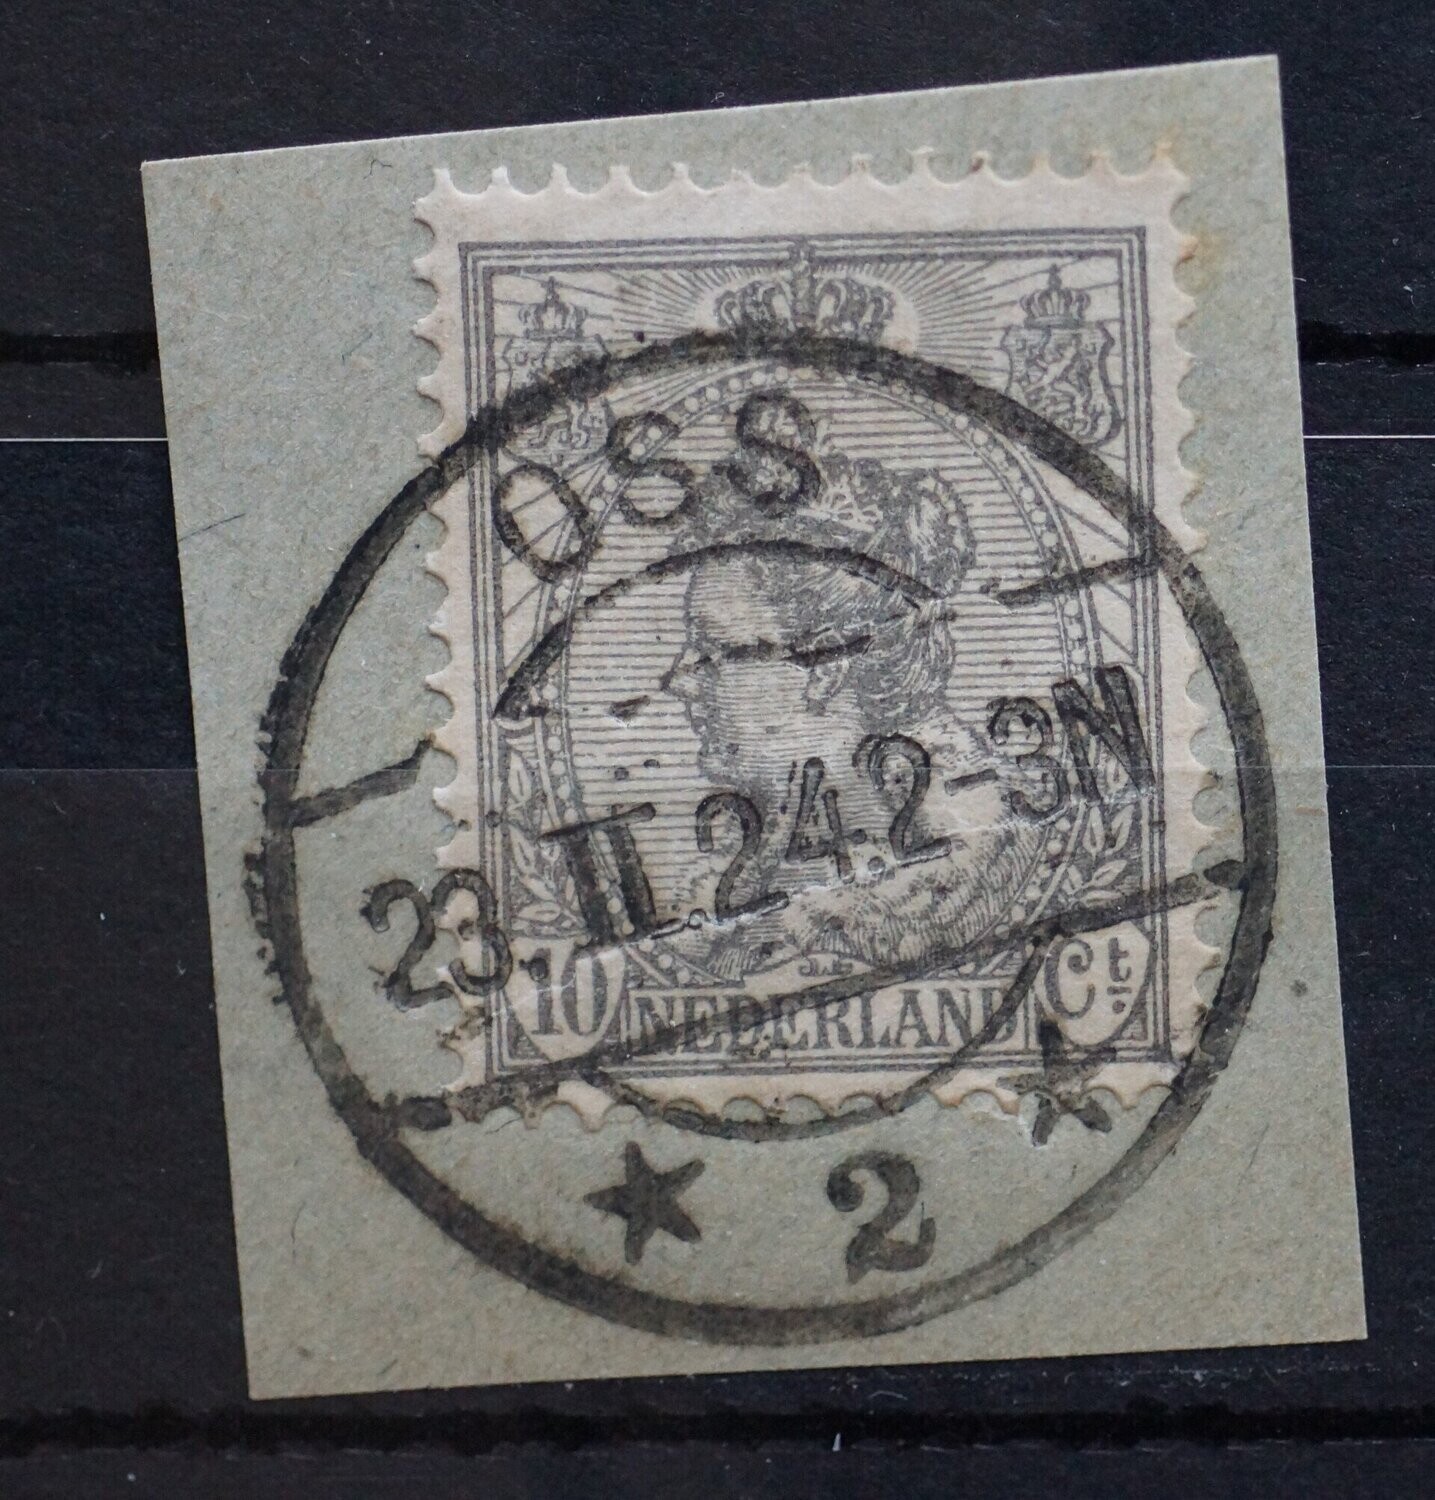 OSS
23.II.24.2-3N
10 NEDERLAND Ct.
2